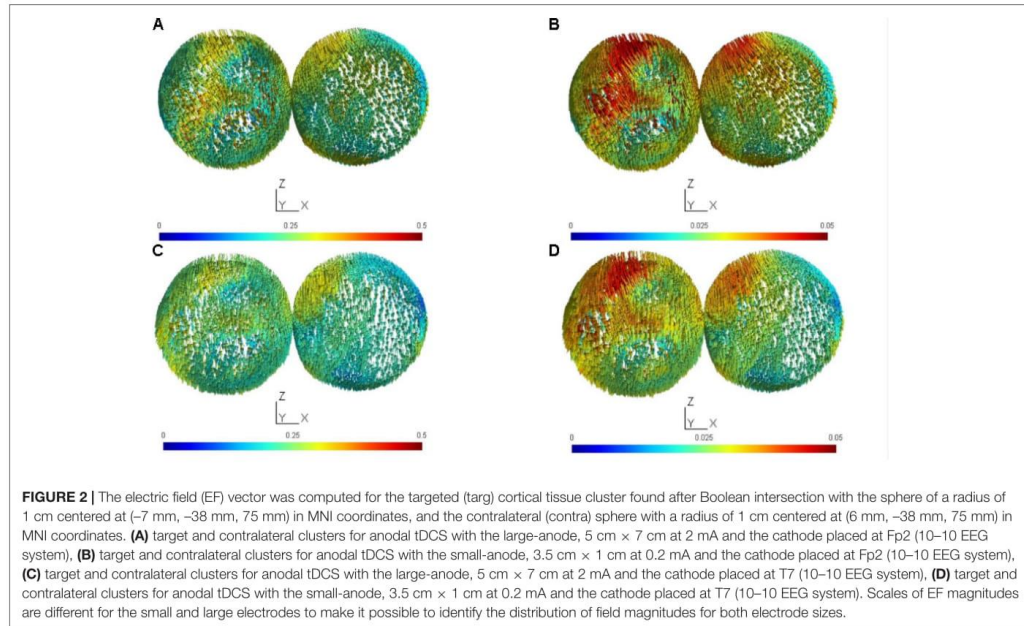 A
B
Z
Y X
0 0.25 0.5
Z
Y X
0 0.025 0.05
C
D
Z
Y X
0 0.25 0.5
Z
Y X
0 0.025 0.05
FIGURE 2 | The electric field (EF) vector was computed for the targeted (targ) cortical tissue cluster found after Boolean intersection with the sphere of a radius of
1 cm centered at (–7 mm, –38 mm, 75 mm) in MNI coordinates, and the contralateral (contra) sphere with a radius of 1 cm centered at (6 mm, –38 mm, 75 mm) in
MNI coordinates. (A) target and contralateral clusters for anodal tDCS with the large-anode, 5 cm × 7 cm at 2 mA and the cathode placed at Fp2 (10–10 EEG
system), (B) target and contralateral clusters for anodal tDCS with the small-anode, 3.5 cm × 1 cm at 0.2 mA and the cathode placed at Fp2 (10–10 EEG system),
(C) target and contralateral clusters for anodal tDCS with the large-anode, 5 cm × 7 cm at 2 mA and the cathode placed at T7 (10–10 EEG system), (D) target and
contralateral clusters for anodal tDCS with the small-anode, 3.5 cm × 1 cm at 0.2 mA and the cathode placed at T7 (10–10 EEG system). Scales of EF magnitudes
are different for the small and large electrodes to make it possible to identify the distribution of field magnitudes for both electrode sizes.